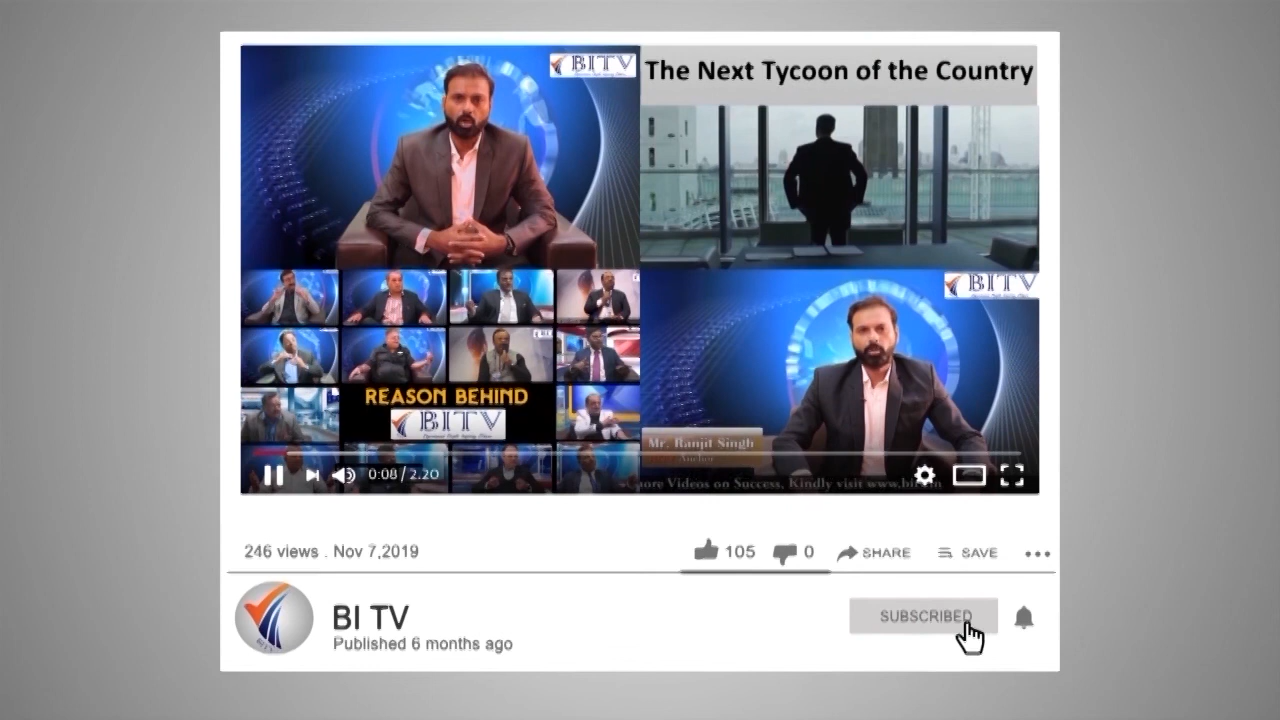 BITV
The Next Tycoon of the Country
BITV
REASON BEHIND
BITV
Mr. Ranjit Singh
Anchor
0:08 / 2.20
ore Videos on Success, Kindly visit
246 views . Nov 7,2019
105
0
SHARE
SAVE
BI TV
Published 6 months ago
SUBSCRIBED